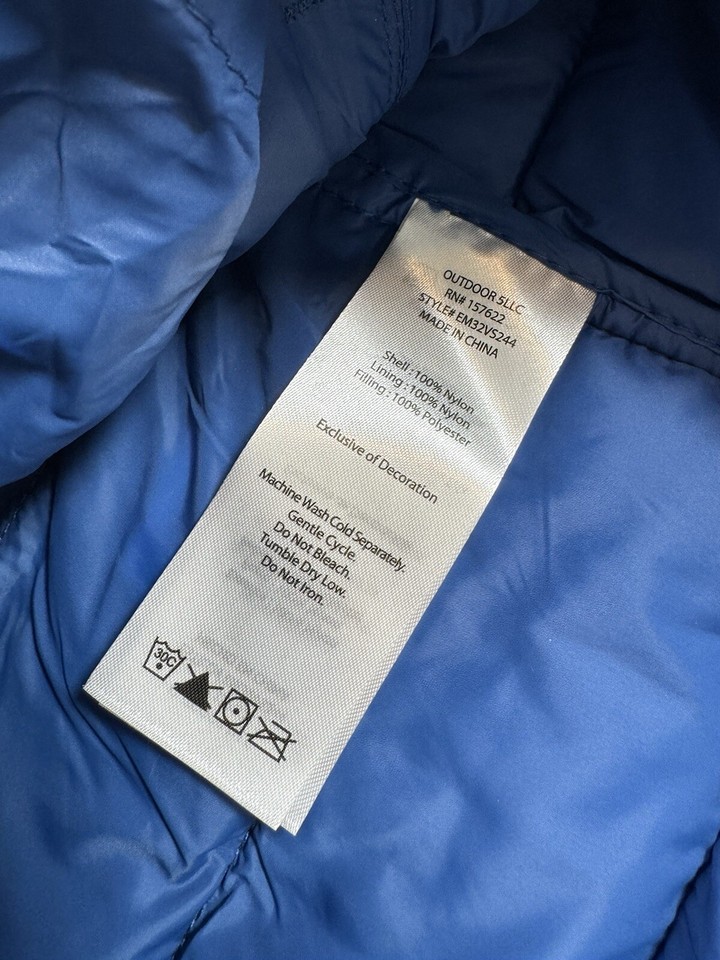 OUTDOOR 5LLC
RN# 157622
STYLE# EM32VS244
MADE IN CHINA
Shell : 100% Nylon
Lining : 100% Nylon
Filling : 100% Polyester
Exclusive of Decoration
Machine Wash Cold Separately.
Gentle Cycle.
Do Not Bleach.
Tumble Dry Low.
Do Not Iron.
30C